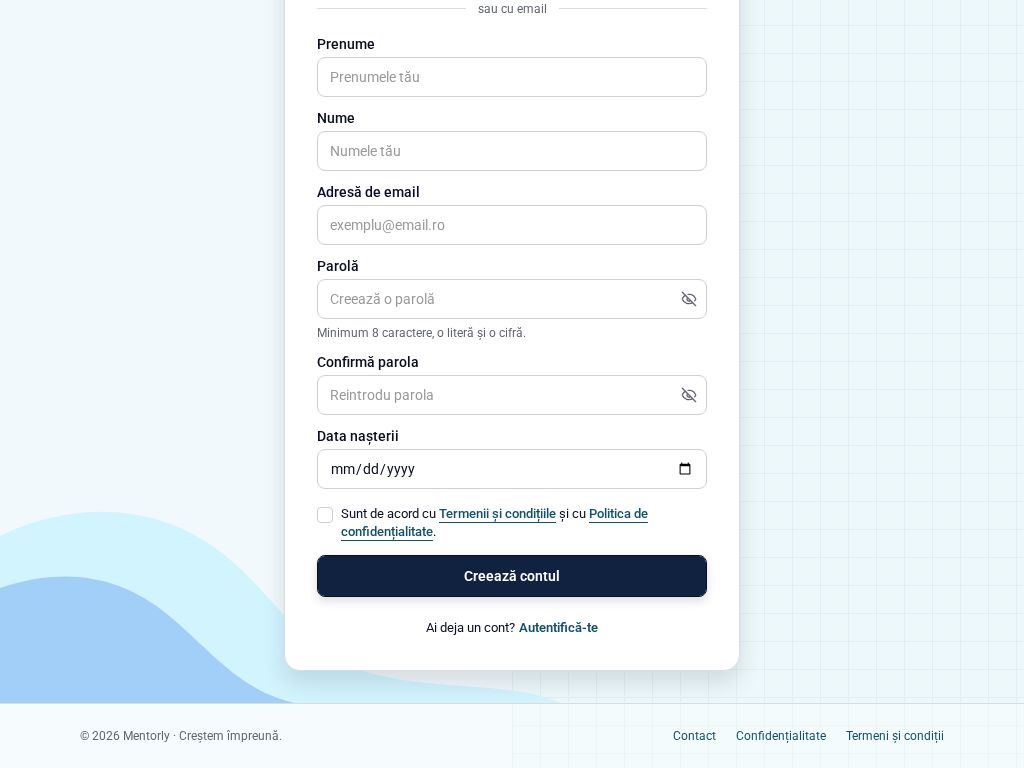 sau cu email
Prenume
Prenumele tău
Nume
Numele tău
Adresă de email
exemplu@email.ro
Parolă
Creează o parolă
Minimum 8 caractere, o literă și o cifră.
Confirmă parola
Reintrodu parola
Data nașterii
mm/dd/yyyy
Sunt de acord cu Termenii și condițiile și cu Politica de
confidențialitate.
Creează contul
Ai deja un cont? Autentifică-te
© 2026 Mentorly · Creștem împreună.
Contact Confidențialitate Termeni și condiții